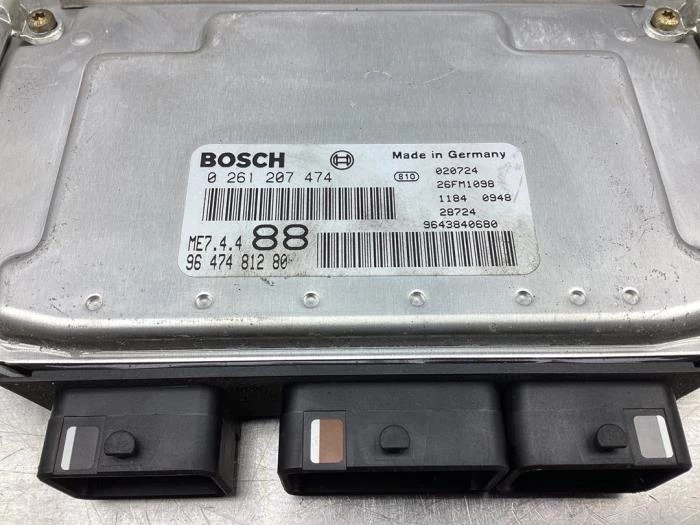 BOSCH Made in Germany
0 261 207 474 810 020724
26FM1098
1184 0948
28724
ME7.4.4 88 9643840680
96 474 812 80